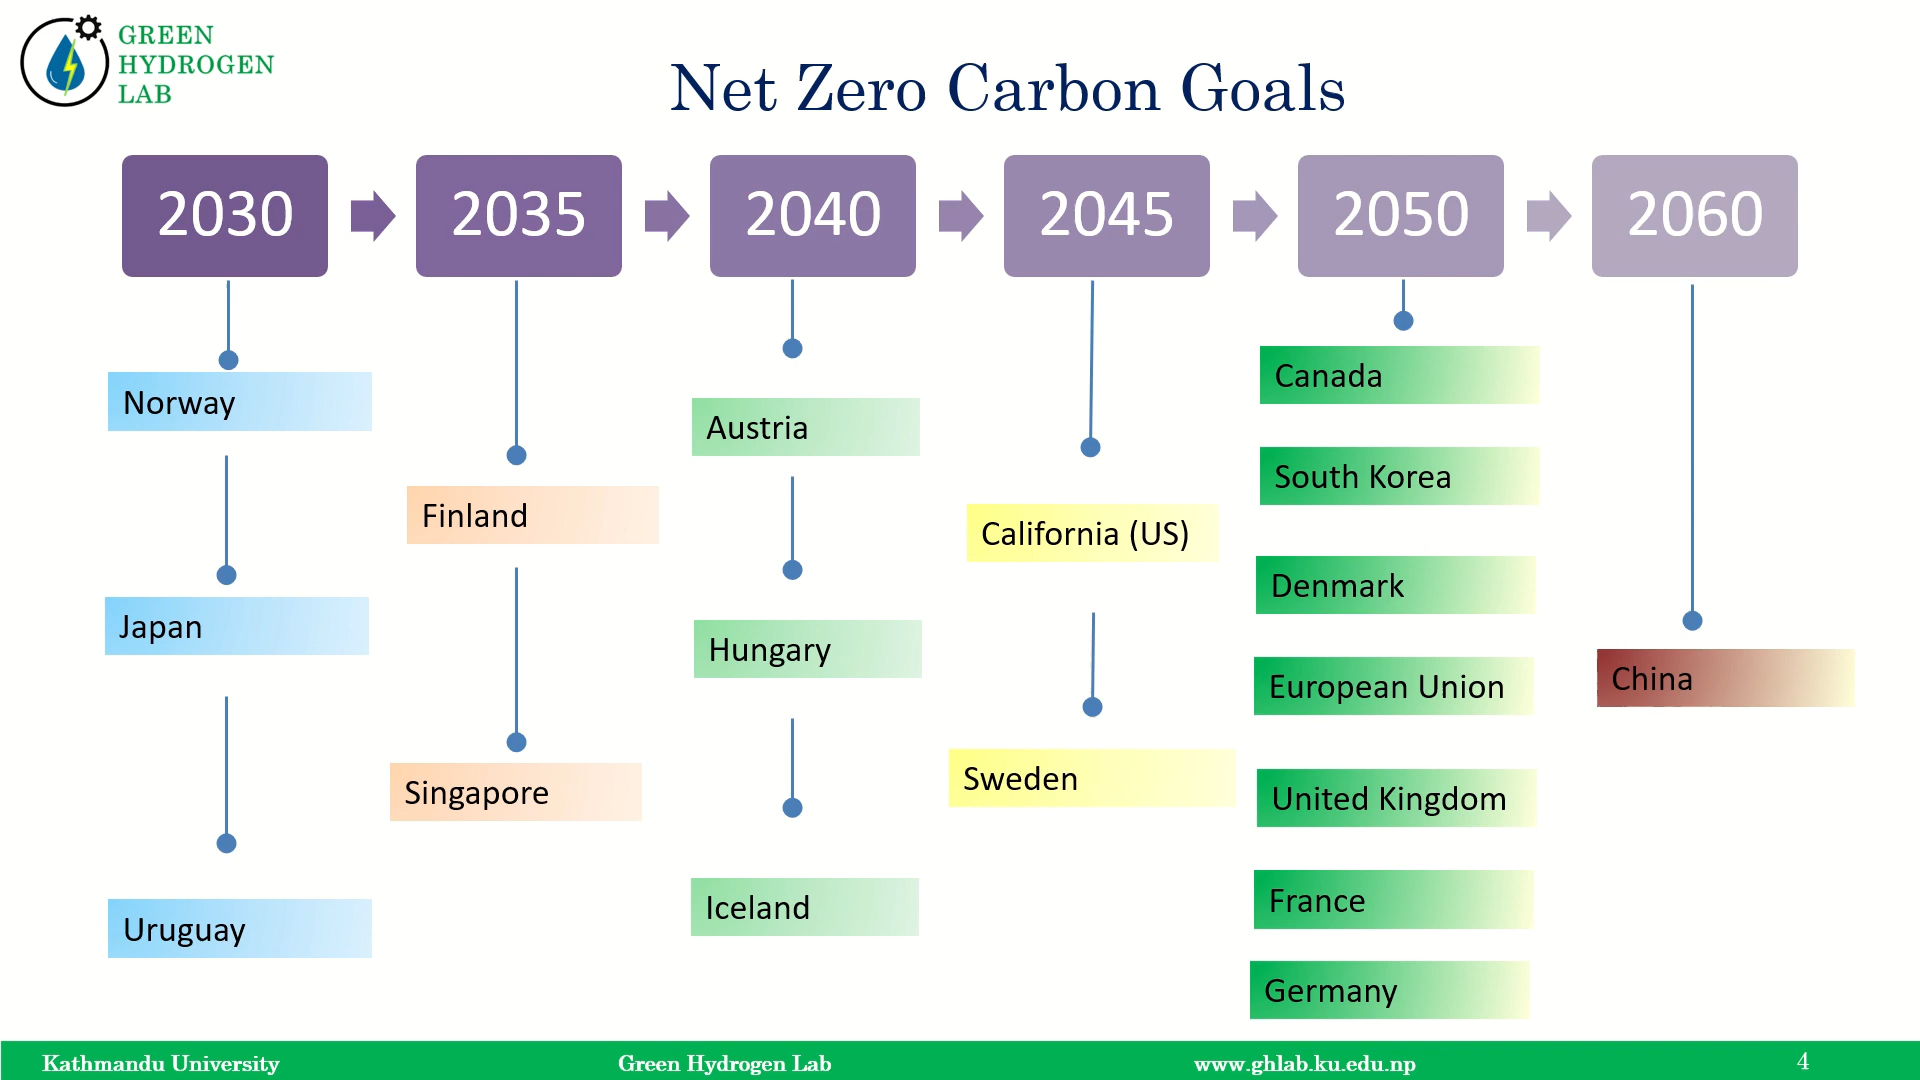 GREEN
HYDROGEN
LAB
Net Zero Carbon Goals
2030
2035
2040
2045
2050
2060
Norway
Japan
Uruguay
Finland
Singapore
Austria
Hungary
Iceland
California (US)
Sweden
Canada
South Korea
Denmark
European Union
United Kingdom
France
Germany
China
Kathmandu University
Green Hydrogen Lab
www.ghlab.ku.edu.np
4